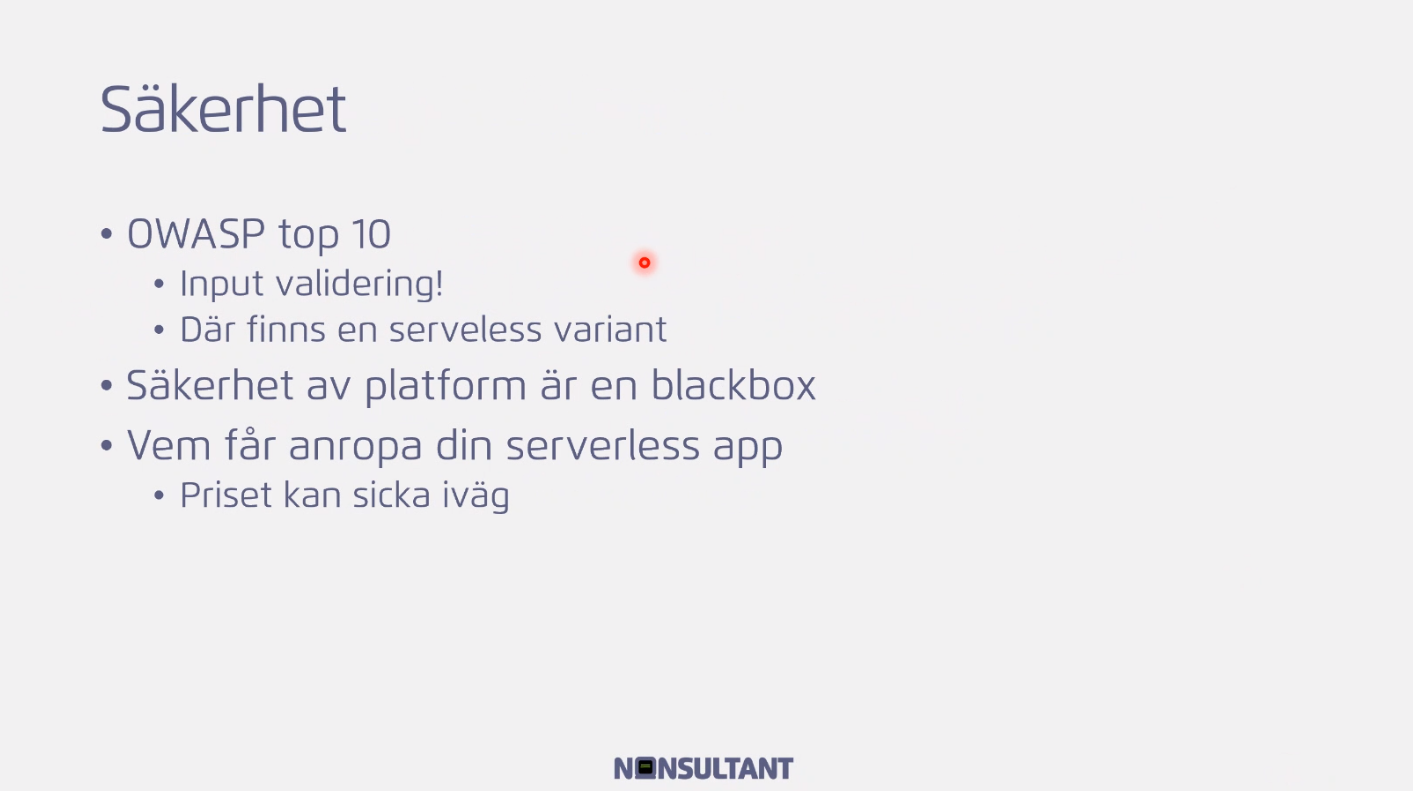 Säkerhet
• OWASP top 10
• Input validering!
• Där finns en serveless variant
• Säkerhet av platform är en blackbox
• Vem får anropa din serverless app
• Priset kan sicka iväg
NONSULTANT